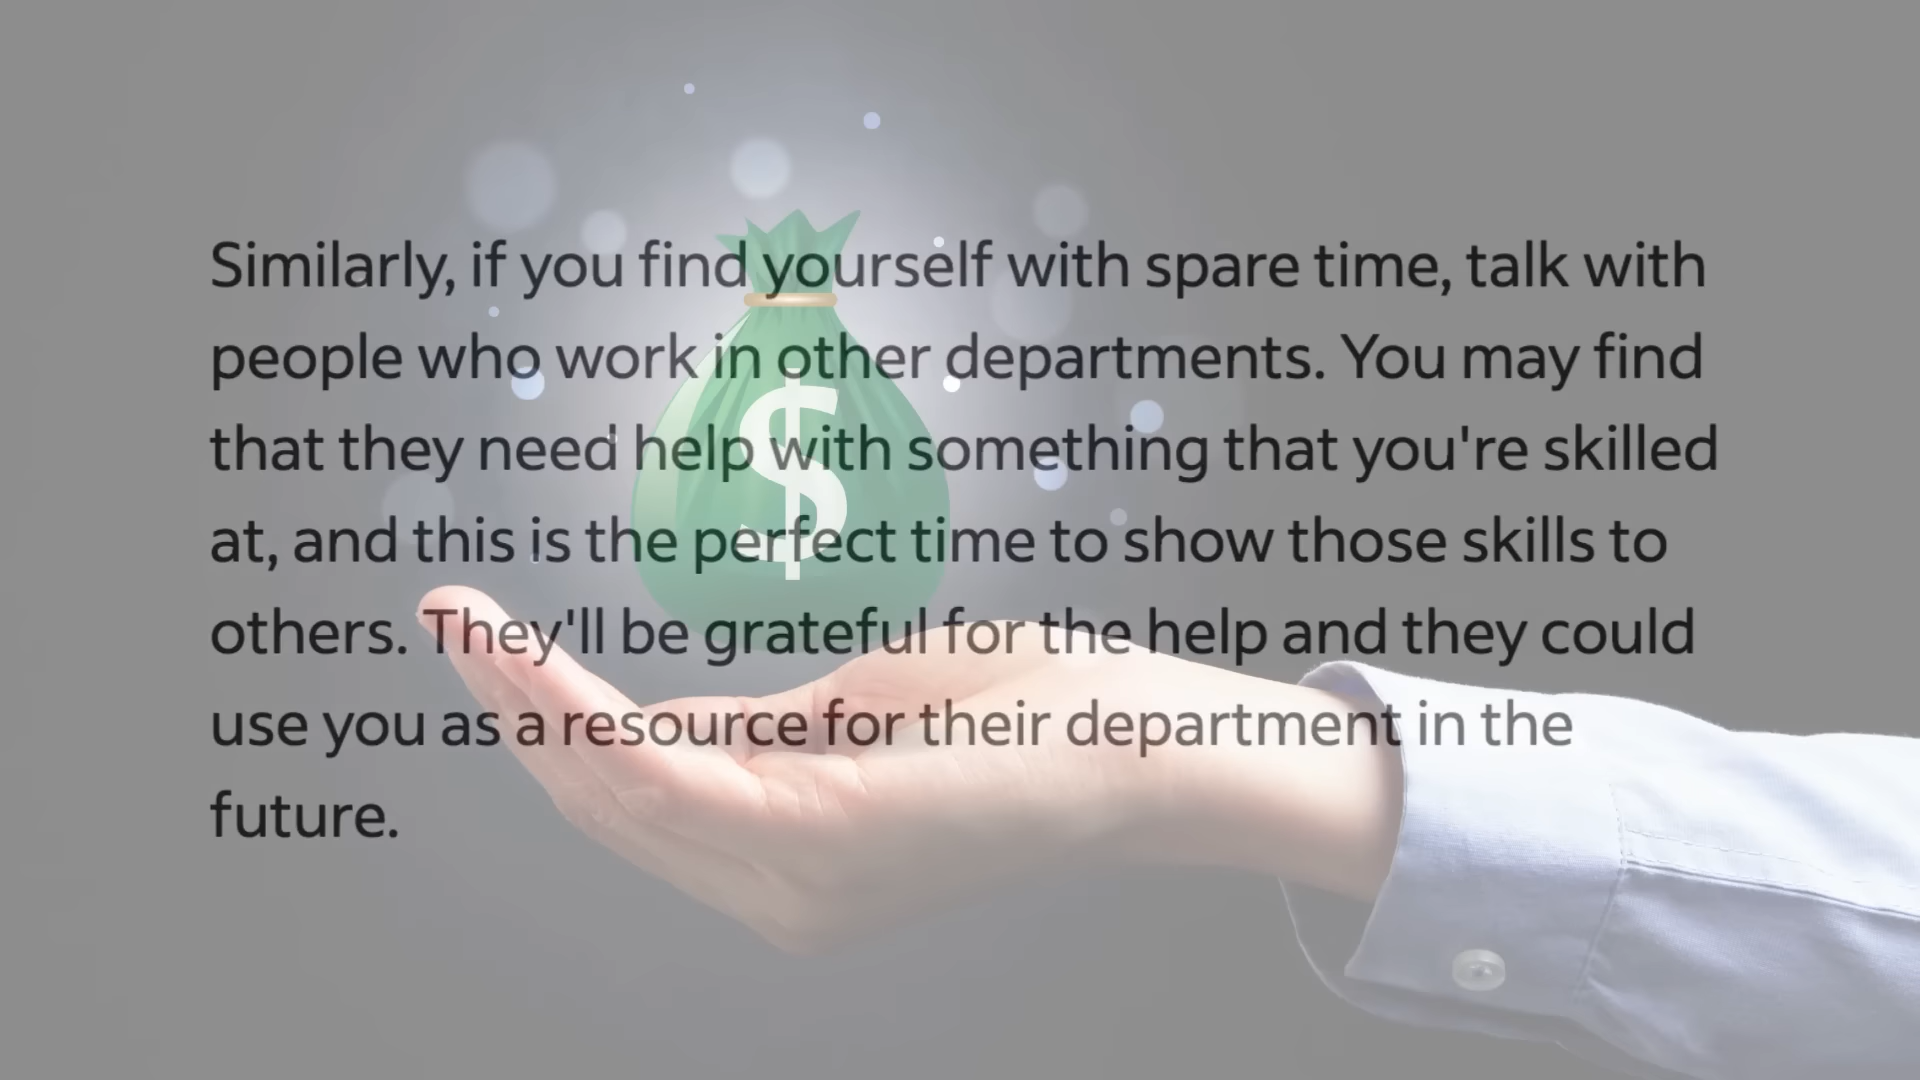 Similarly, if you find yourself with spare time, talk with
people who work in other departments. You may find
that they need help with something that you're skilled
at, and this is the perfect time to show those skills to
others. They'll be grateful for the help and they could
use you as a resource for their department in the
future.
$